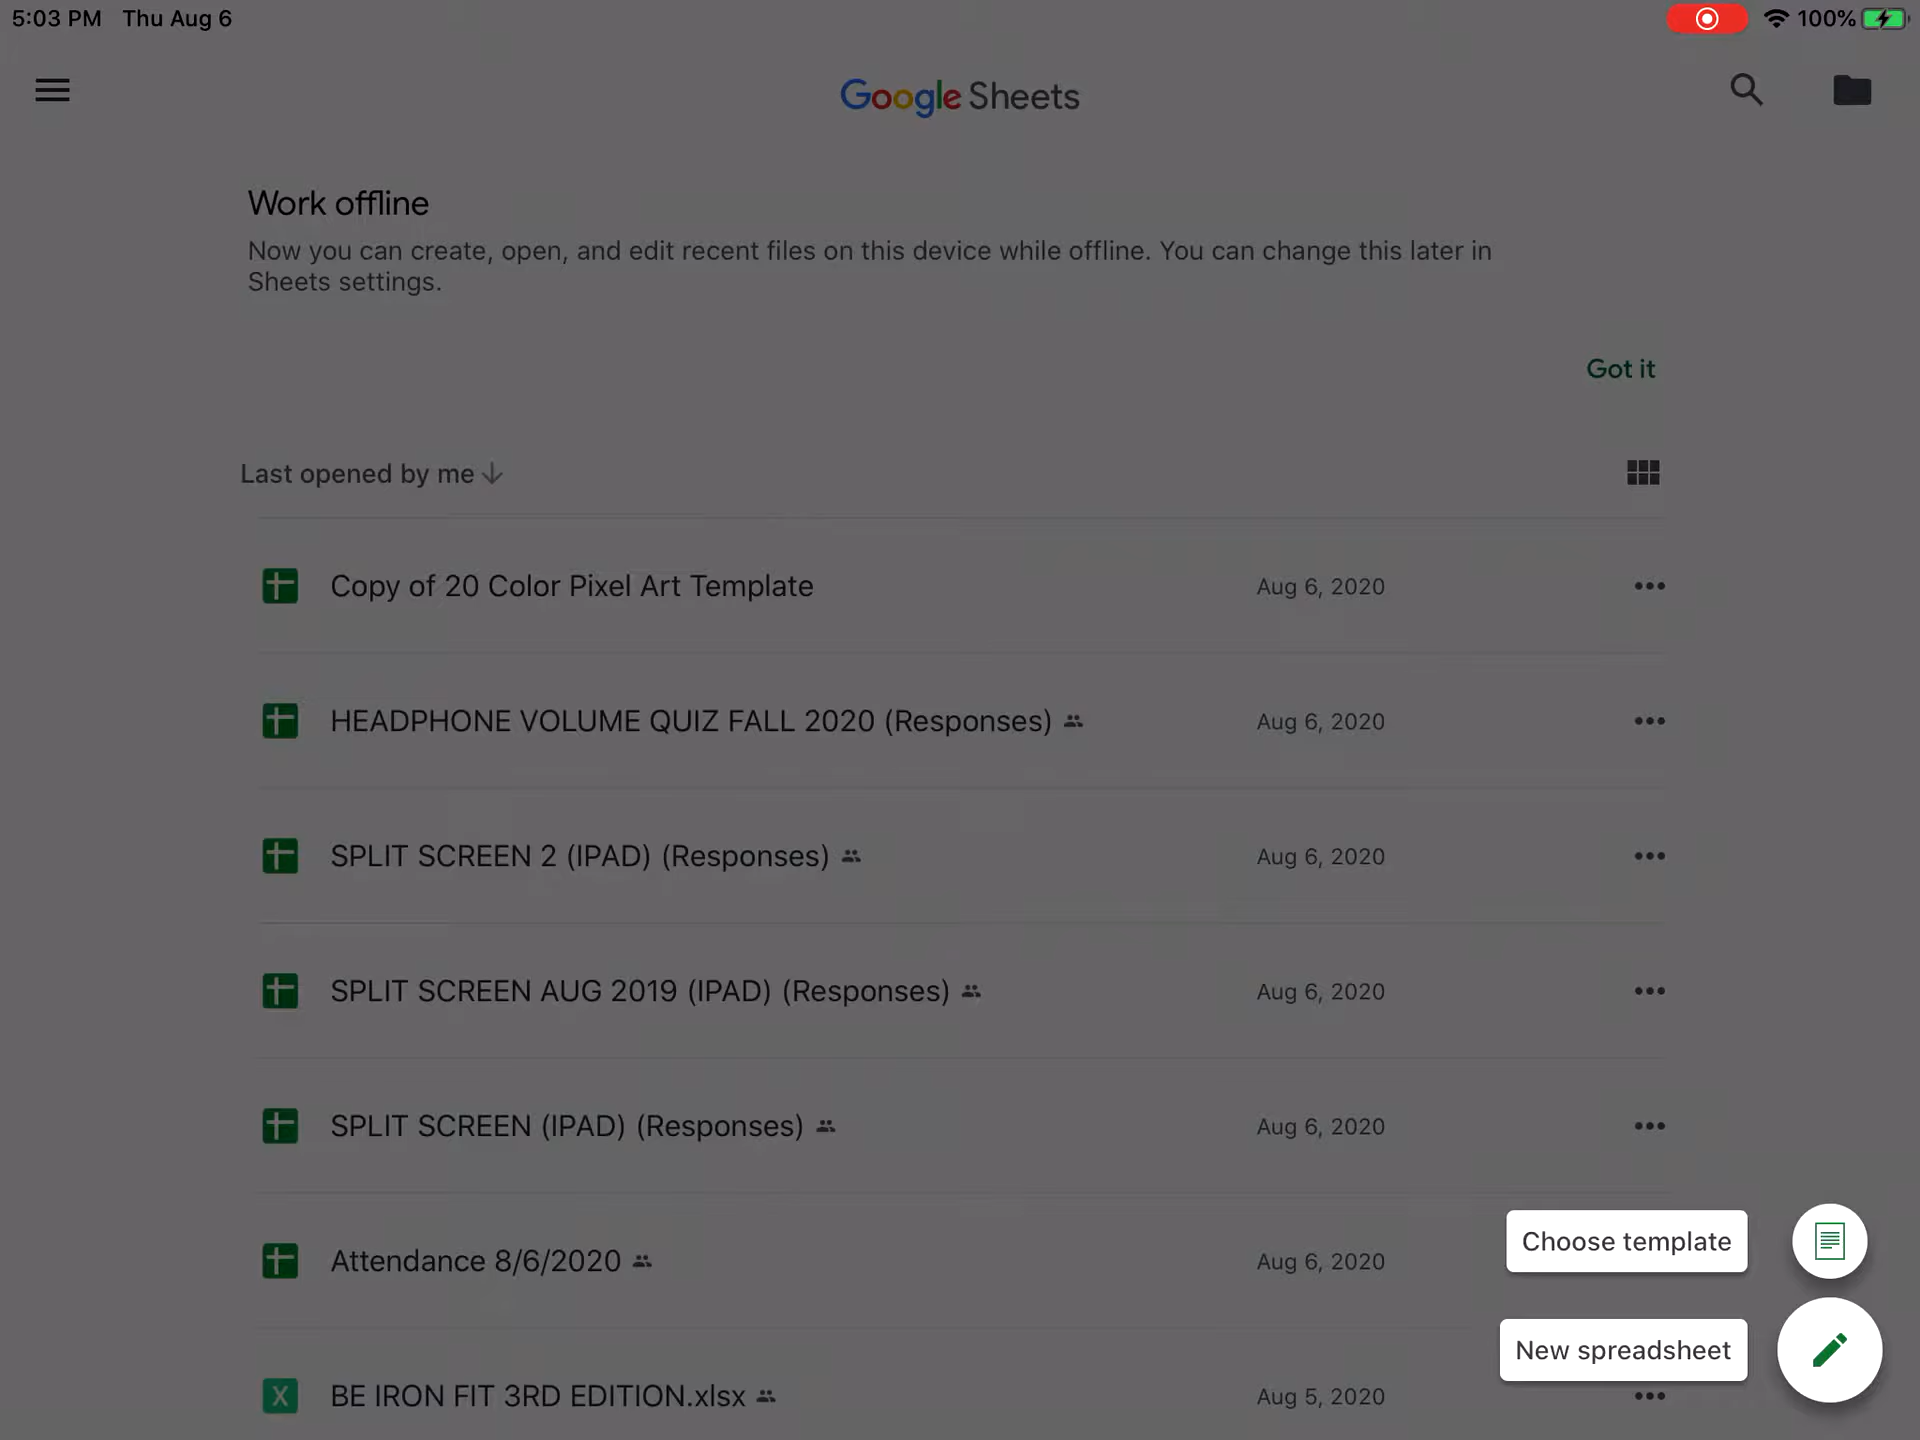 5:03 PM Thu Aug 6 100%
Google Sheets
Work offline
Now you can create, open, and edit recent files on this device while offline. You can change this later in
Sheets settings.
Got it
Last opened by me
Copy of 20 Color Pixel Art Template Aug 6, 2020
HEADPHONE VOLUME QUIZ FALL 2020 (Responses) Aug 6, 2020
SPLIT SCREEN 2 (IPAD) (Responses) Aug 6, 2020
SPLIT SCREEN AUG 2019 (IPAD) (Responses) Aug 6, 2020
SPLIT SCREEN (IPAD) (Responses) Aug 6, 2020
Attendance 8/6/2020 Aug 6, 2020
Choose template
New spreadsheet
X BE IRON FIT 3RD EDITION.xlsx Aug 5, 2020